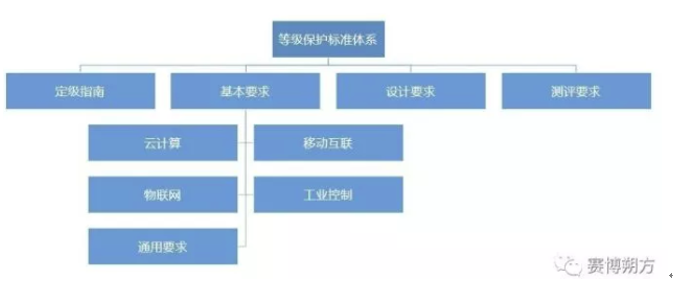 等级保护标准体系
定级指南
基本要求
设计要求
测评要求
云计算
移动互联
物联网
工业控制
通用要求
赛博朔方